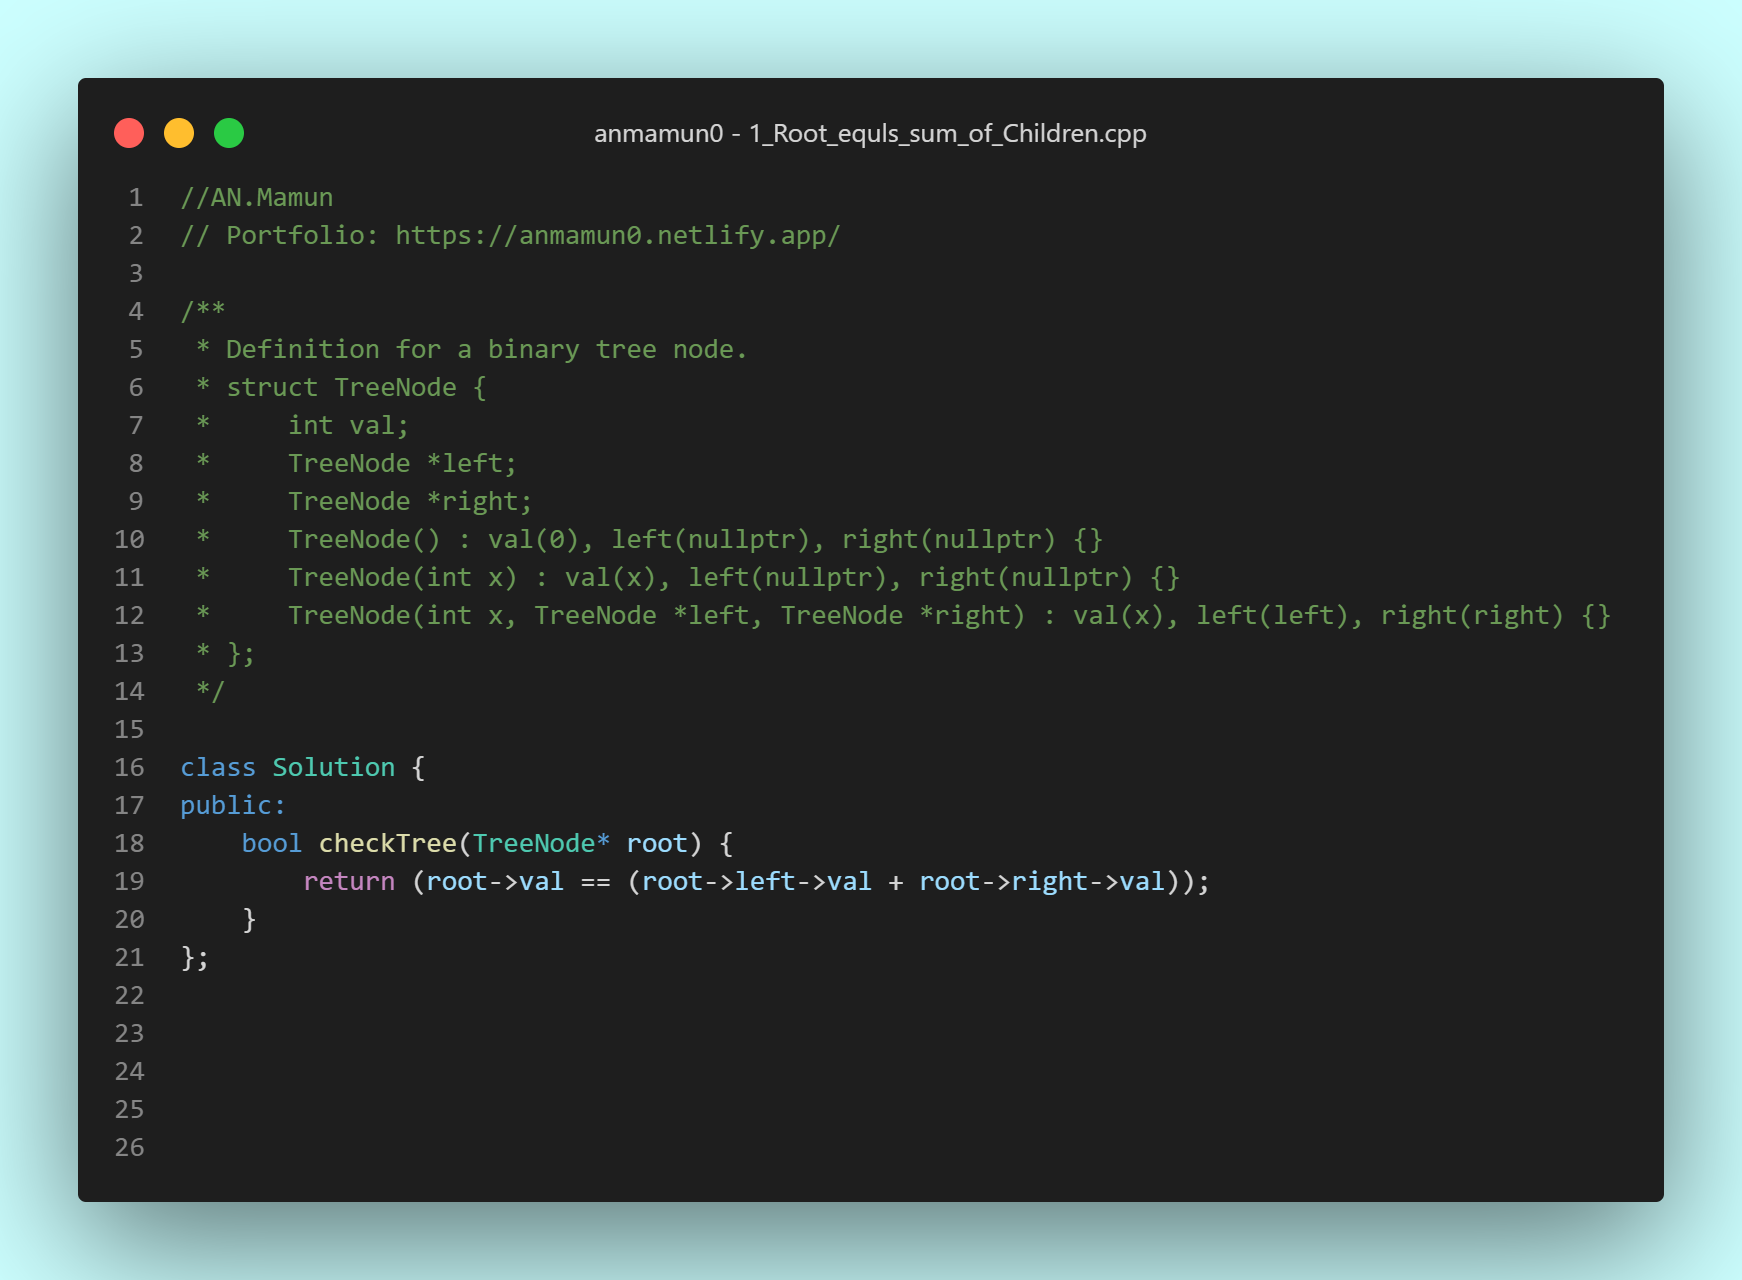 anmamun0 - 1_Root_equls_sum_of_Children.cpp
1 //AN.Mamun
2 // Portfolio: https://anmamun0.netlify.app/
3
4 /**
5  * Definition for a binary tree node.
6  * struct TreeNode {
7  *     int val;
8  *     TreeNode *left;
9  *     TreeNode *right;
10  *     TreeNode() : val(0), left(nullptr), right(nullptr) {}
11  *     TreeNode(int x) : val(x), left(nullptr), right(nullptr) {}
12  *     TreeNode(int x, TreeNode *left, TreeNode *right) : val(x), left(left), right(right) {}
13  * };
14  */
15
16 class Solution {
17 public:
18     bool checkTree(TreeNode* root) {
19         return (root->val == (root->left->val + root->right->val));
20     }
21 };
22
23
24
25
26